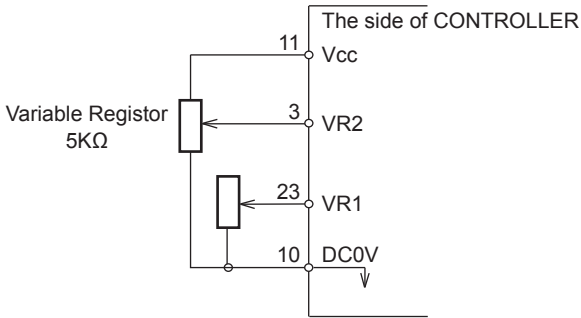 The side of CONTROLLER
11
Vcc
Variable Registor
5KΩ
3
VR2
23
VR1
10
DC0V